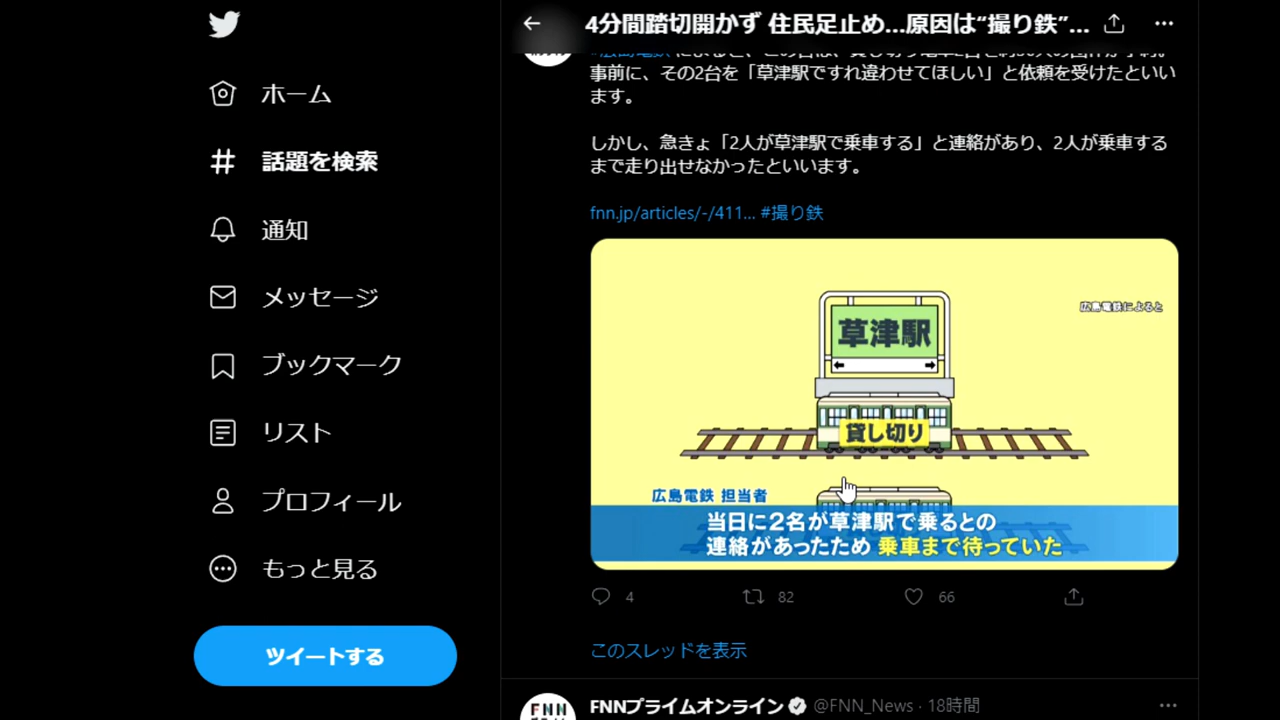 4分間踏切開かず 住民足止め...原因は“撮り鉄”...
ホーム
話題を検索
通知
メッセージ
ブックマーク
リスト
プロフィール
もっと見る
ツイートする
事前に、その2台を「草津駅ですれ違わせてほしい」と依頼を受けたといい
ます。
しかし、急きょ「2人が草津駅で乗車する」と連絡があり、2人が乗車する
まで走り出せなかったといいます。
fnn.jp/articles/-/411... #撮り鉄
広島電鉄によると
草津駅
貸し切り
広島電鉄 担当者
当日に2名が草津駅で乗るとの
連絡があったため 乗車まで待っていた
4
82
66
このスレッドを表示
FNN
FNNプライムオンライン @FNN_News · 18時間